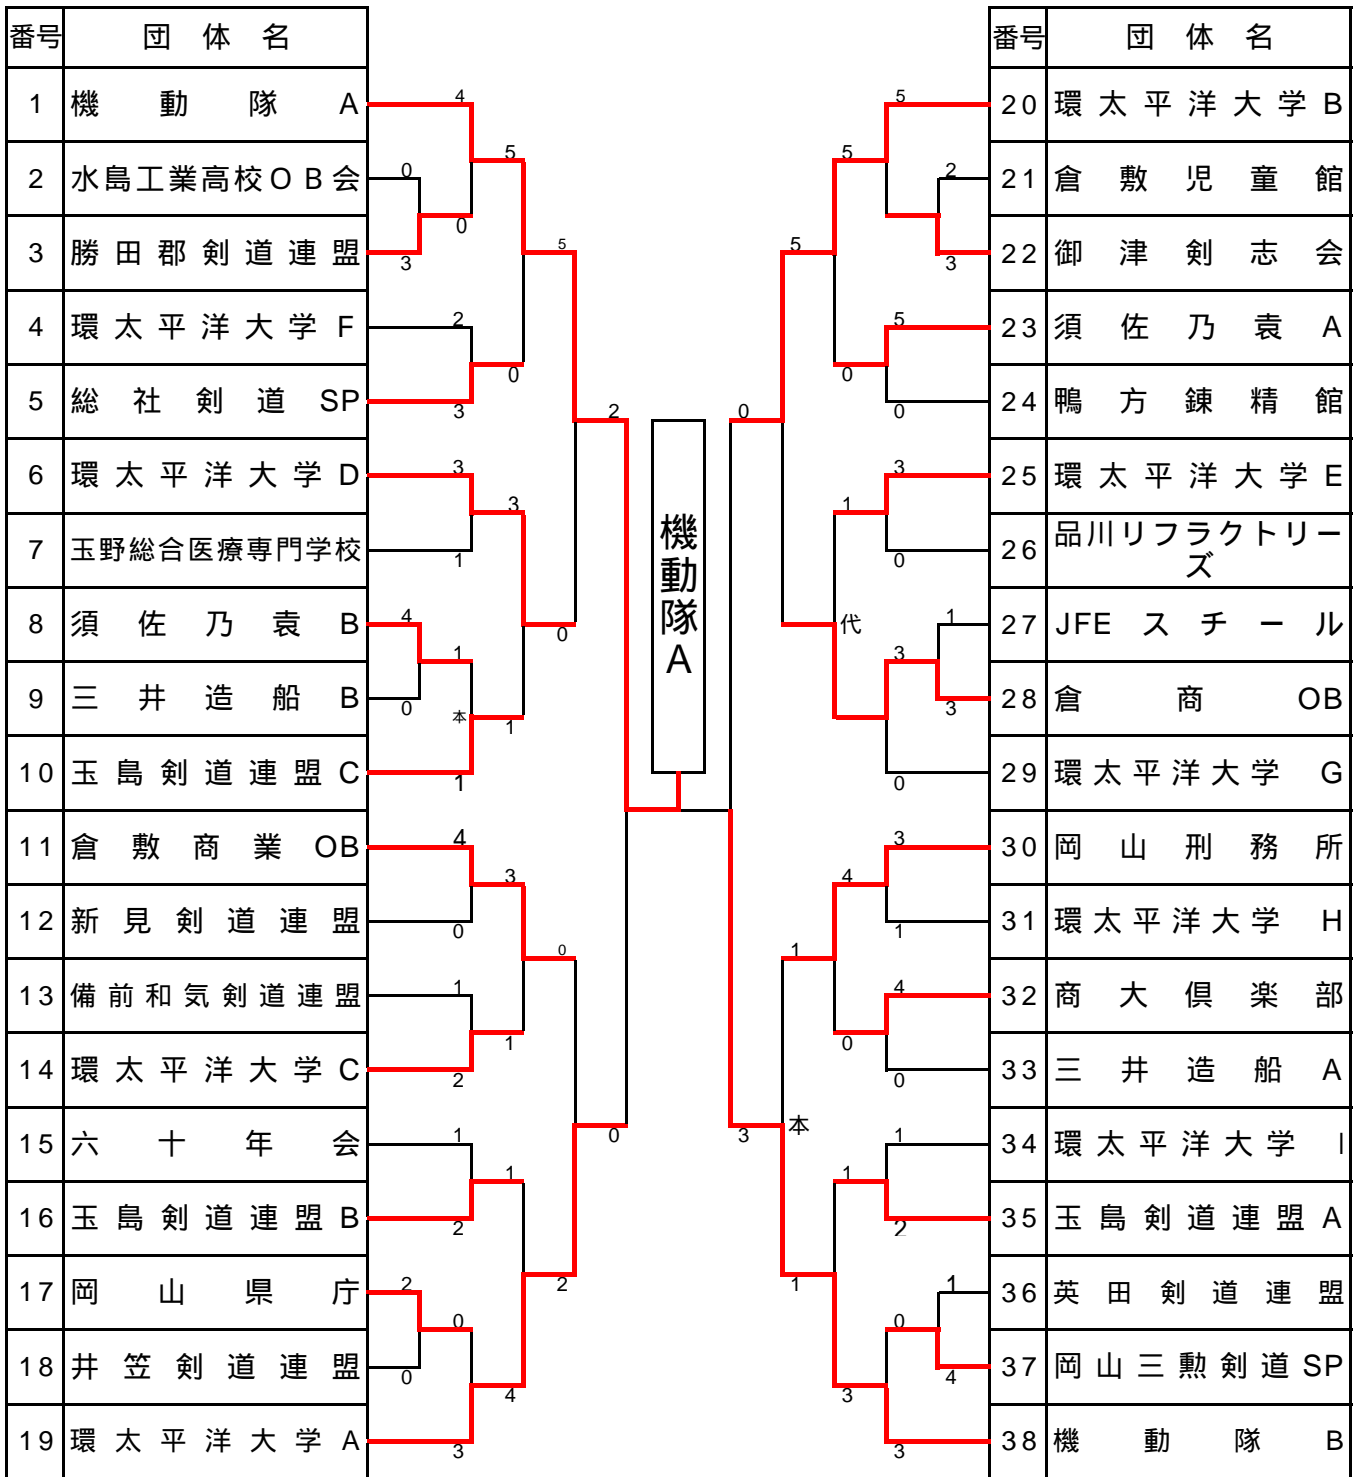 番号 団体名
1 機動隊A
2 水島工業高校OB会
3 勝田郡剣道連盟
4 環太平洋大学F
5 総社剣道SP
6 環太平洋大学D
7 玉野総合医療専門学校
8 須佐乃袁B
9 三井造船B
10 玉島剣道連盟C
11 倉敷商業OB
12 新見剣道連盟
13 備前和気剣道連盟
14 環太平洋大学C
15 六十年会
16 玉島剣道連盟B
17 岡山県庁
18 井笠剣道連盟
19 環太平洋大学A
4
5
0
0
3
5
2
0
3
2
3
3
1
0
4
1
0
本
1
1
4
3
0
0
1
1
2
0
1
1
2
2
2
0
0
4
3
機動隊A
5
5
2
3
5
0
5
0
0
3
1
0
代
1
3
3
0
3
4
1
1
4
0
0
3
本
1
1
2
1
1
0
4
3
3
番号 団体名
20 環太平洋大学B
21 倉敷児童館
22 御津剣志会
23 須佐乃袁A
24 鴨方錬精館
25 環太平洋大学E
26 品川リフラクトリー
ズ
27 JFEスチール
28 倉商OB
29 環太平洋大学 G
30 岡山刑務所
31 環太平洋大学 H
32 商大倶楽部
33 三井造船A
34 環太平洋大学 I
35 玉島剣道連盟A
36 英田剣道連盟
37 岡山三勲剣道SP
38 機動隊B